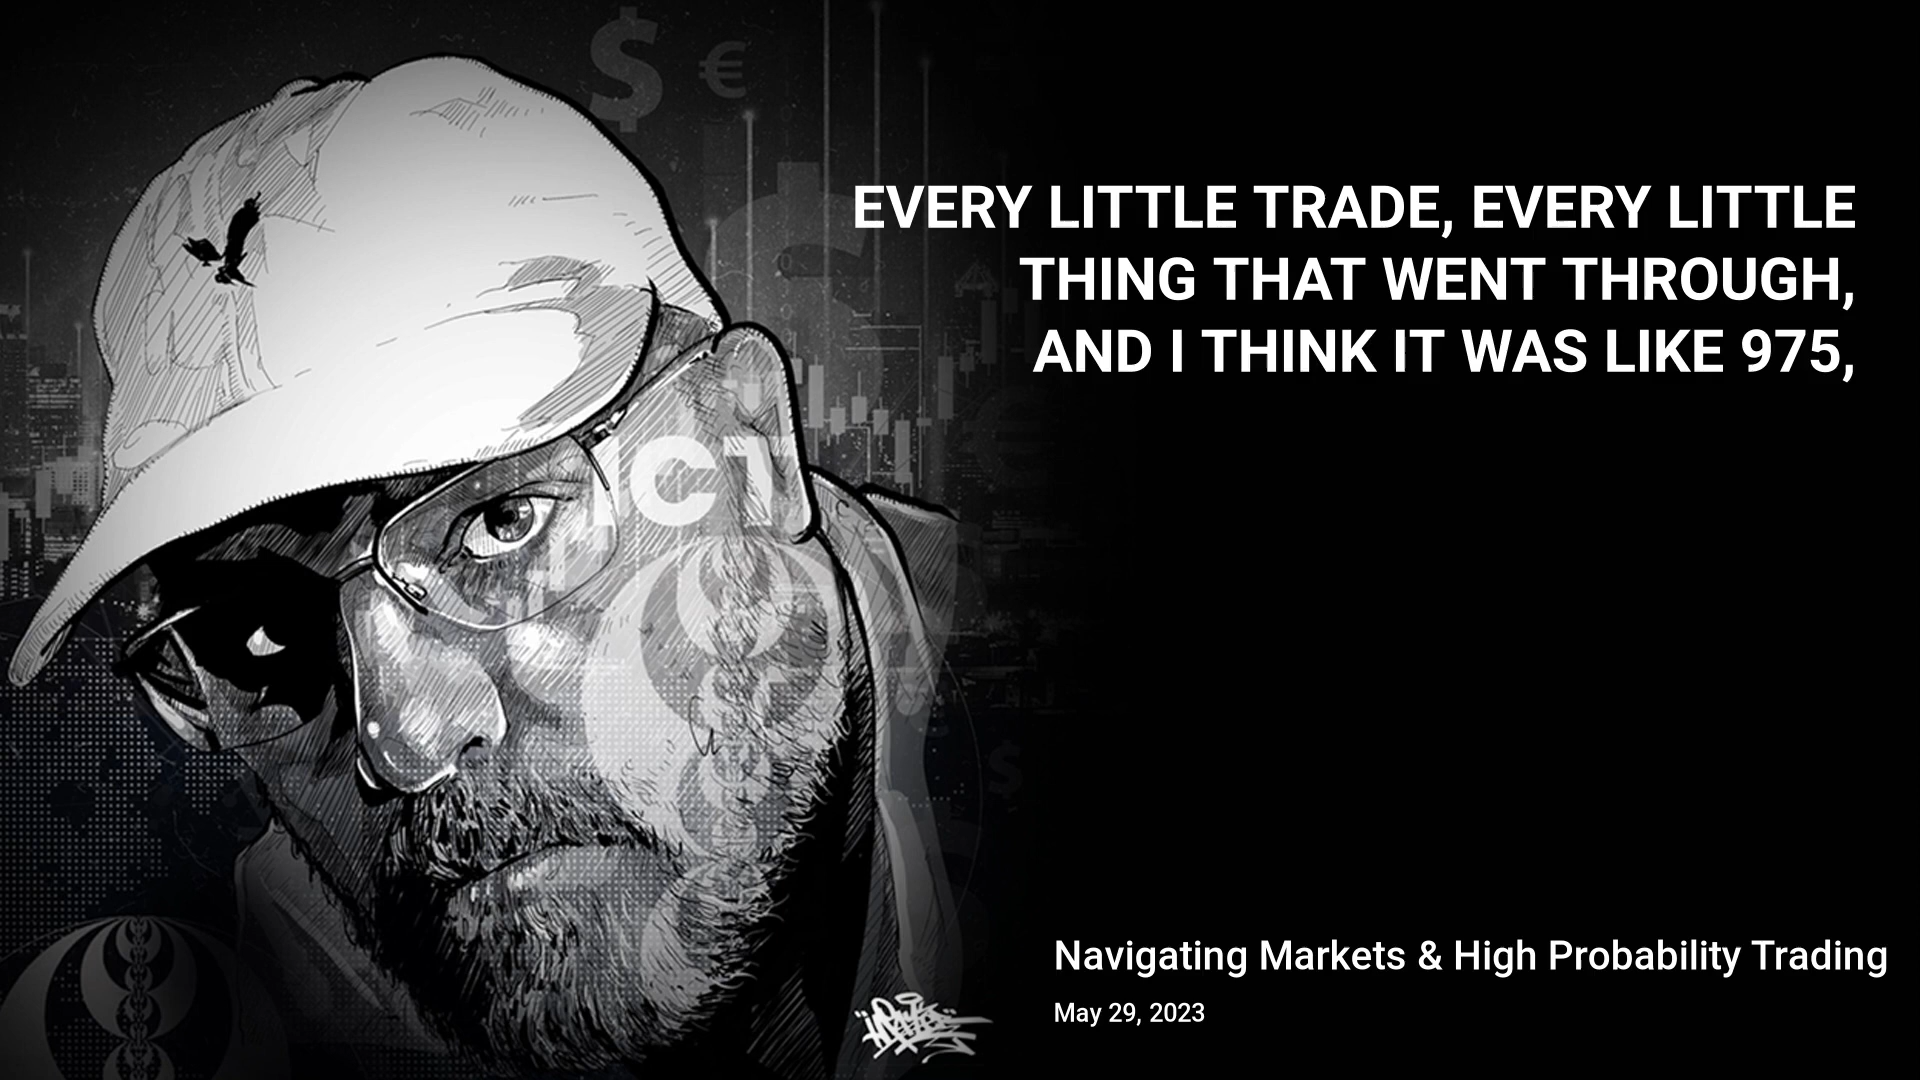 EVERY LITTLE TRADE, EVERY LITTLE
THING THAT WENT THROUGH,
AND I THINK IT WAS LIKE 975,
ICT
Navigating Markets & High Probability Trading
May 29, 2023